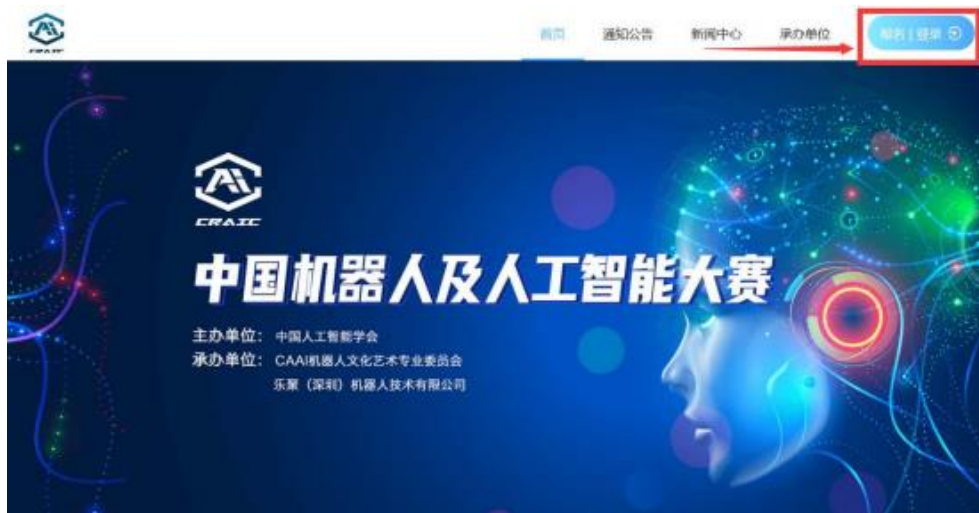 CRAIC
首页 通知公告 新闻中心 承办单位 报名 | 登录
Ai
CRAIC
中国机器人及人工智能大赛
主办单位： 中国人工智能学会
承办单位： CAAI机器人文化艺术专业委员会
乐聚（深圳）机器人技术有限公司